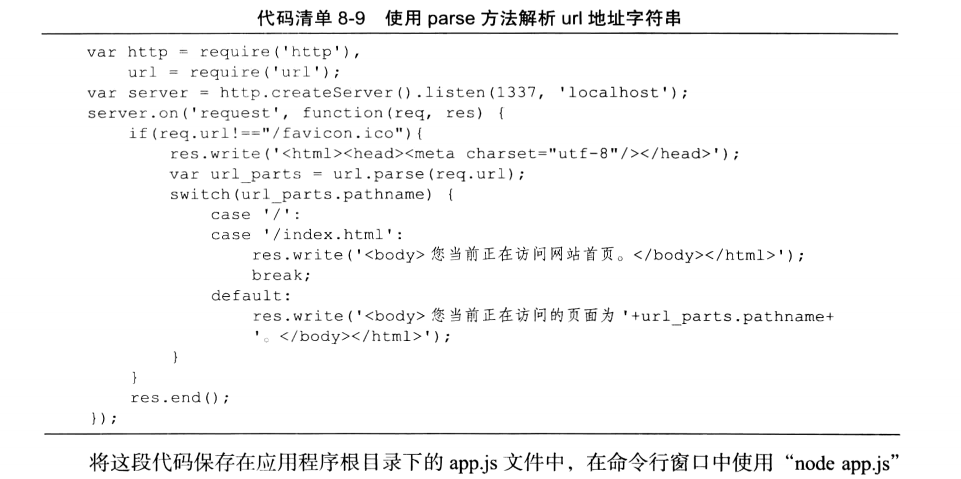 代码清单 8-9 使用 parse 方法解析 url 地址字符串
var http = require('http'),
    url = require('url');
var server = http.createServer().listen(1337, 'localhost');
server.on('request', function(req, res) {
    if(req.url!=="/favicon.ico"){
        res.write('<html><head><meta charset="utf-8"/></head>');
        var url_parts = url.parse(req.url);
        switch(url_parts.pathname) {
            case '/':
            case '/index.html':
                res.write('<body>您当前正在访问网站首页。</body></html>');
                break;
            default:
                res.write('<body>您当前正在访问的页面为'+url_parts.pathname+
                '。</body></html>');
        }
    }
    res.end();
});
将这段代码保存在应用程序根目录下的 app.js 文件中，在命令行窗口中使用“node app.js”